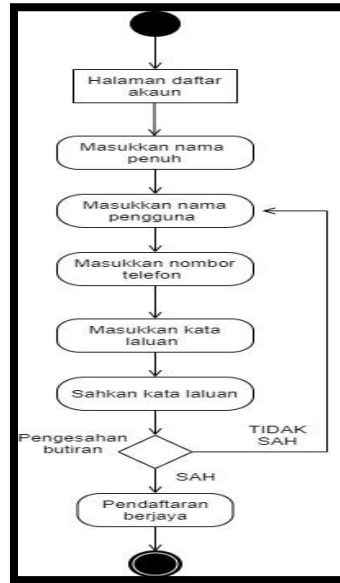 Halaman daftar
akaun
Masukkan nama
penuh
Masukkan nama
pengguna
Masukkan nombor
telefon
Masukkan kata
laluan
Sahkan kata laluan
Pengesahan
butiran
TIDAK
SAH
SAH
Pendaftaran
berjaya